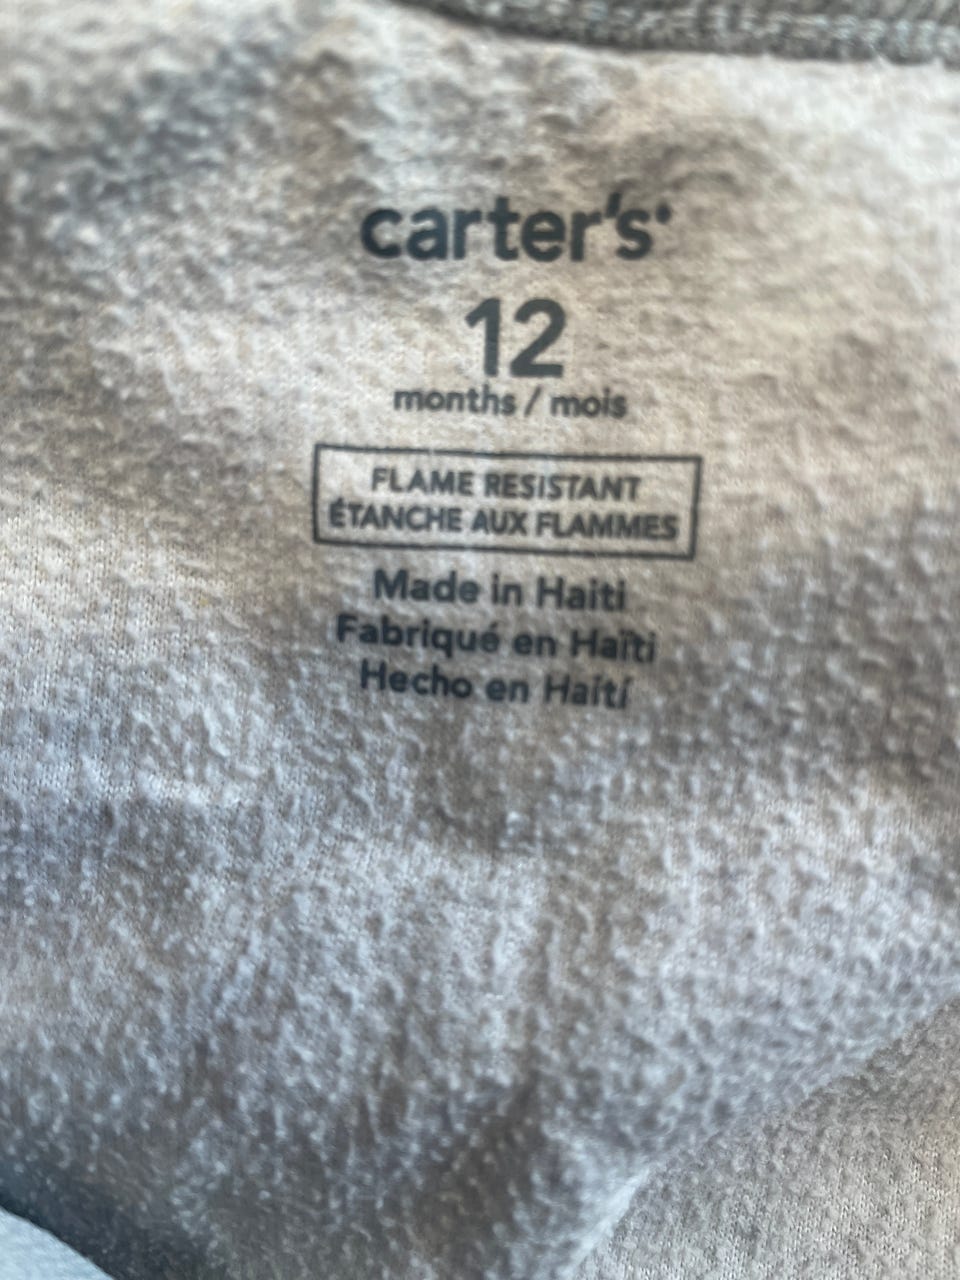 carter's
12
months / mois
FLAME RESISTANT
ÉTANCHE AUX FLAMMES
Made in Haiti
Fabriqué en Haïti
Hecho en Haití